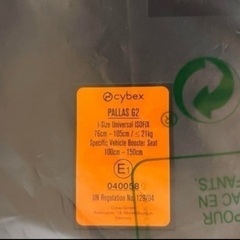 cybex
PALLAS G2
i-Size Universal ISOFIX
76cm - 105cm / ≤ 21kg
Specific Vehicle Booster Seat
100cm - 150cm
E1
040058
UN Regulation No. 129/04
POUR
SAC EN
FANTS.